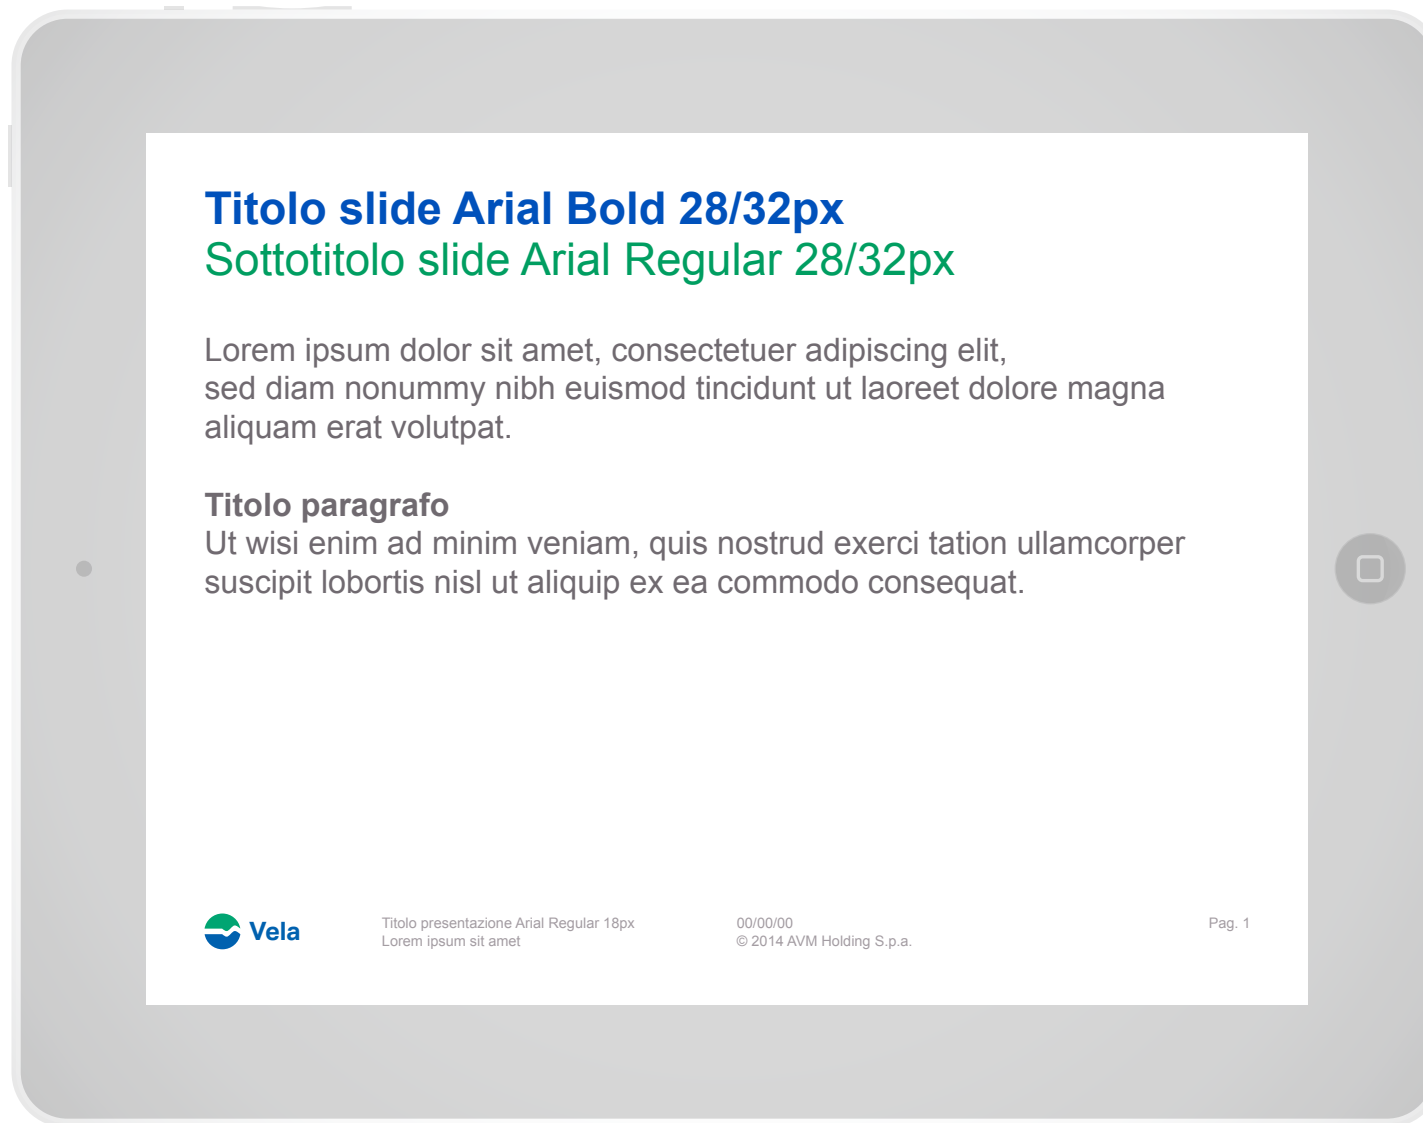 Titolo slide Arial Bold 28/32px
Sottotitolo slide Arial Regular 28/32px
Lorem ipsum dolor sit amet, consectetuer adipiscing elit,
sed diam nonummy nibh euismod tincidunt ut laoreet dolore magna
aliquam erat volutpat.
Titolo paragrafo
Ut wisi enim ad minim veniam, quis nostrud exerci tation ullamcorper
suscipit lobortis nisl ut aliquip ex ea commodo consequat.
Vela
Titolo presentazione Arial Regular 18px
Lorem ipsum sit amet
00/00/00
© 2014 AVM Holding S.p.a.
Pag. 1